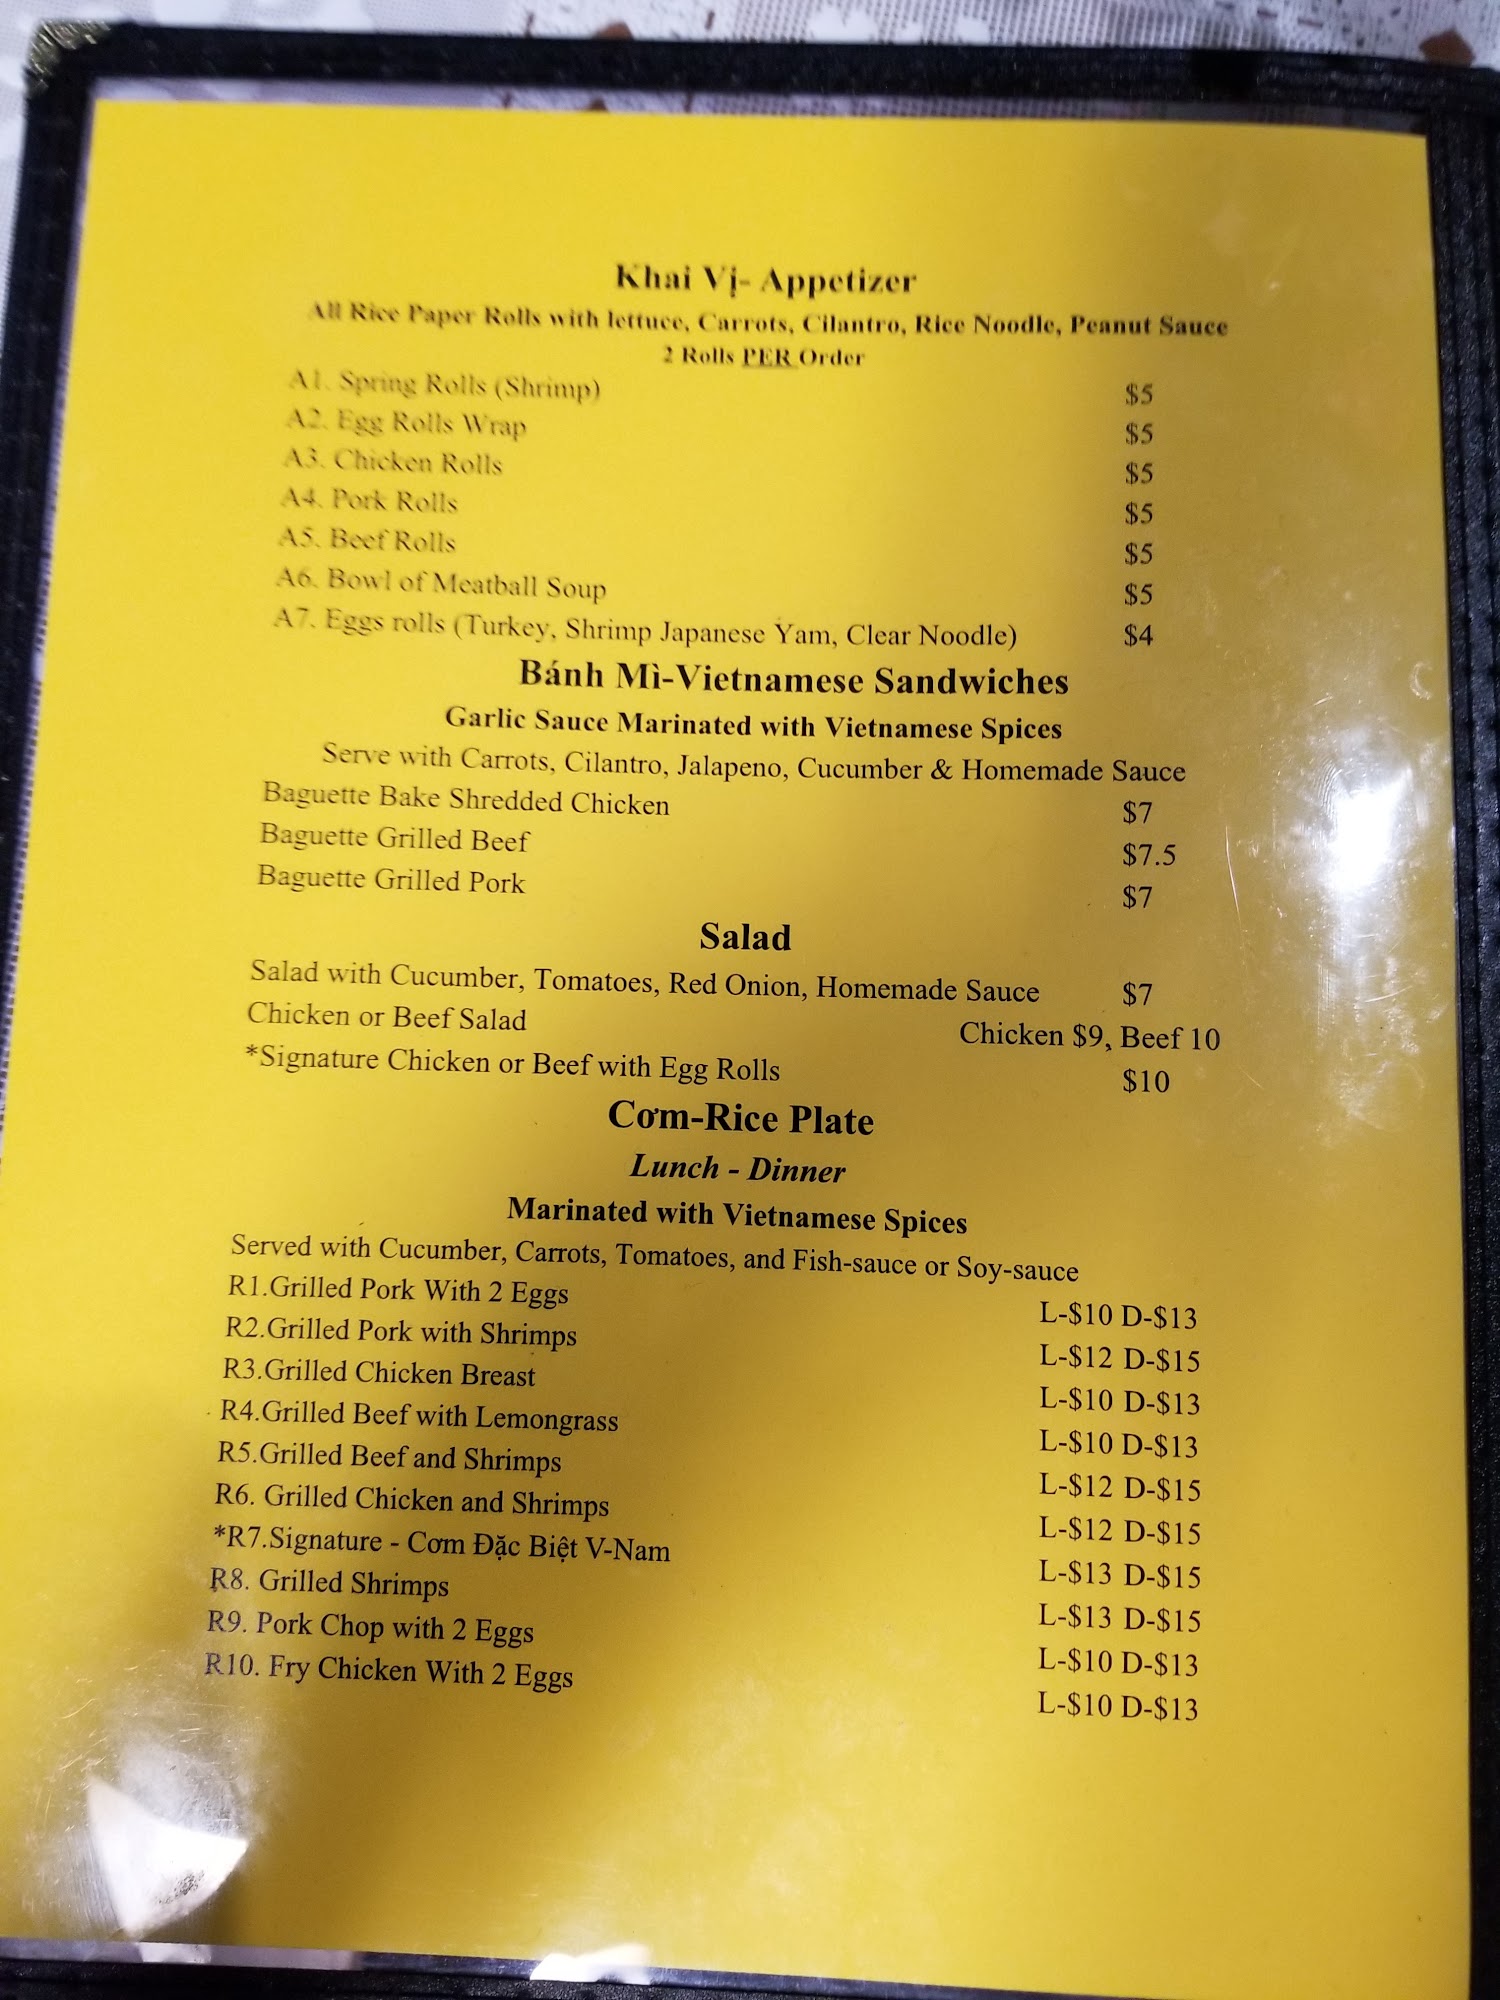 Khai Vị- Appetizer
All Rice Paper Rolls with lettuce, Carrots, Cilantro, Rice Noodle, Peanut Sauce
2 Rolls PER Order
A1. Spring Rolls (Shrimp) $5
A2. Egg Rolls Wrap $5
A3. Chicken Rolls $5
A4. Pork Rolls $5
A5. Beef Rolls $5
A6. Bowl of Meatball Soup $5
A7. Eggs rolls (Turkey, Shrimp Japanese Yam, Clear Noodle) $4
Bánh Mì-Vietnamese Sandwiches
Garlic Sauce Marinated with Vietnamese Spices
Serve with Carrots, Cilantro, Jalapeno, Cucumber & Homemade Sauce
Baguette Bake Shredded Chicken $7
Baguette Grilled Beef $7.5
Baguette Grilled Pork $7
Salad
Salad with Cucumber, Tomatoes, Red Onion, Homemade Sauce $7
Chicken or Beef Salad Chicken $9, Beef 10
*Signature Chicken or Beef with Egg Rolls $10
Cơm-Rice Plate
Lunch - Dinner
Marinated with Vietnamese Spices
Served with Cucumber, Carrots, Tomatoes, and Fish-sauce or Soy-sauce
R1.Grilled Pork With 2 Eggs L-$10 D-$13
R2.Grilled Pork with Shrimps L-$12 D-$15
R3.Grilled Chicken Breast L-$10 D-$13
R4.Grilled Beef with Lemongrass L-$10 D-$13
R5.Grilled Beef and Shrimps L-$12 D-$15
R6. Grilled Chicken and Shrimps L-$12 D-$15
*R7.Signature - Cơm Đặc Biệt V-Nam L-$13 D-$15
R8. Grilled Shrimps L-$13 D-$15
R9. Pork Chop with 2 Eggs L-$10 D-$13
R10. Fry Chicken With 2 Eggs L-$10 D-$13